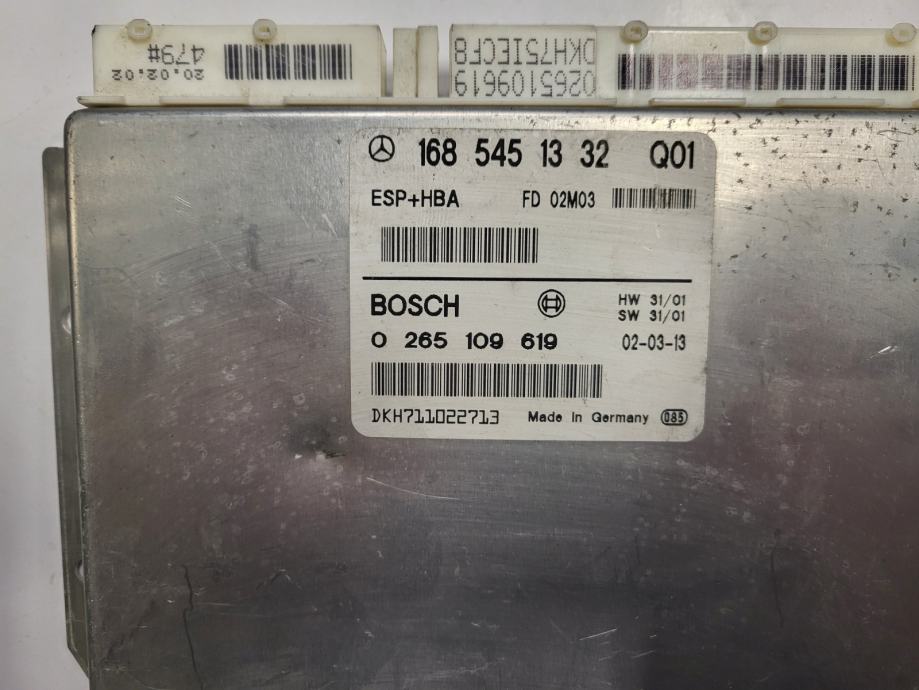 20.02.02
479#
DKH75IECF8
0265109619
168 545 13 32 Q01
ESP+HBA FD 02M03
BOSCH HW 31/01
SW 31/01
0 265 109 619 02-03-13
DKH711022713 Made in Germany 085